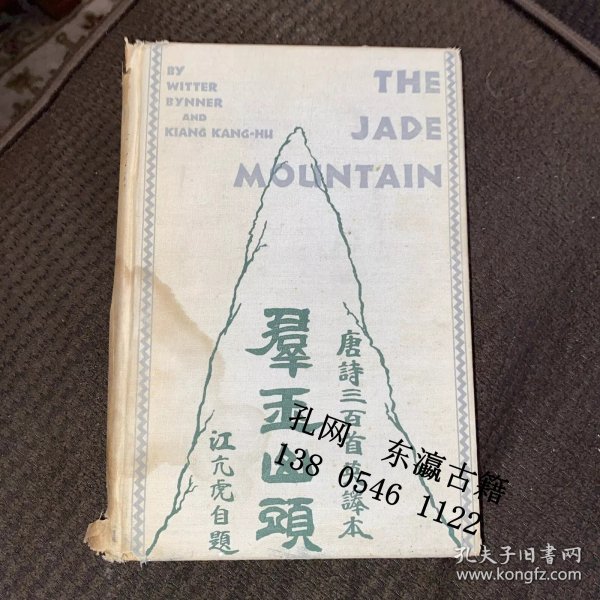 BY
WITTER
BYNNER
AND
KIANG KANG-HU
THE
JADE
MOUNTAIN
羣玉山頭
唐詩三百首英譯本
江亢虎自題
孔网 东瀛古籍
138 0546 1122
孔夫子旧书网
www.kongfz.com